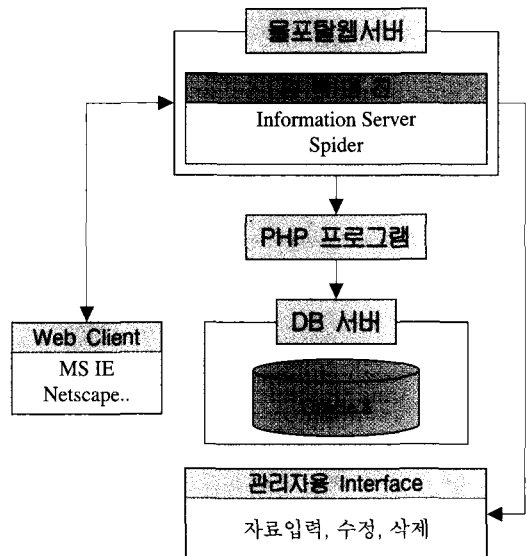 물포탈웹서버
Information Server
Spider
PHP 프로그램
DB 서버
Web Client
MS IE
Netscape..
관리자용 Interface
자료입력, 수정, 삭제